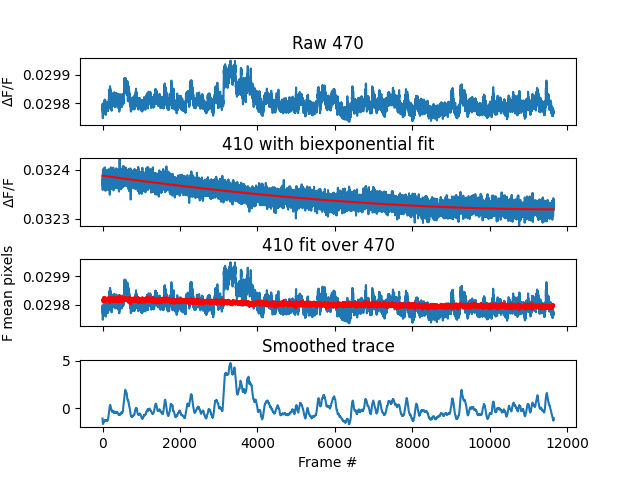 Raw 470
ΔF/F
0.0299
0.0298
410 with biexponential fit
ΔF/F
0.0324
0.0323
410 fit over 470
F mean pixels
0.0299
0.0298
Smoothed trace
5
0
0 2000 4000 6000 8000 10000 12000
Frame #